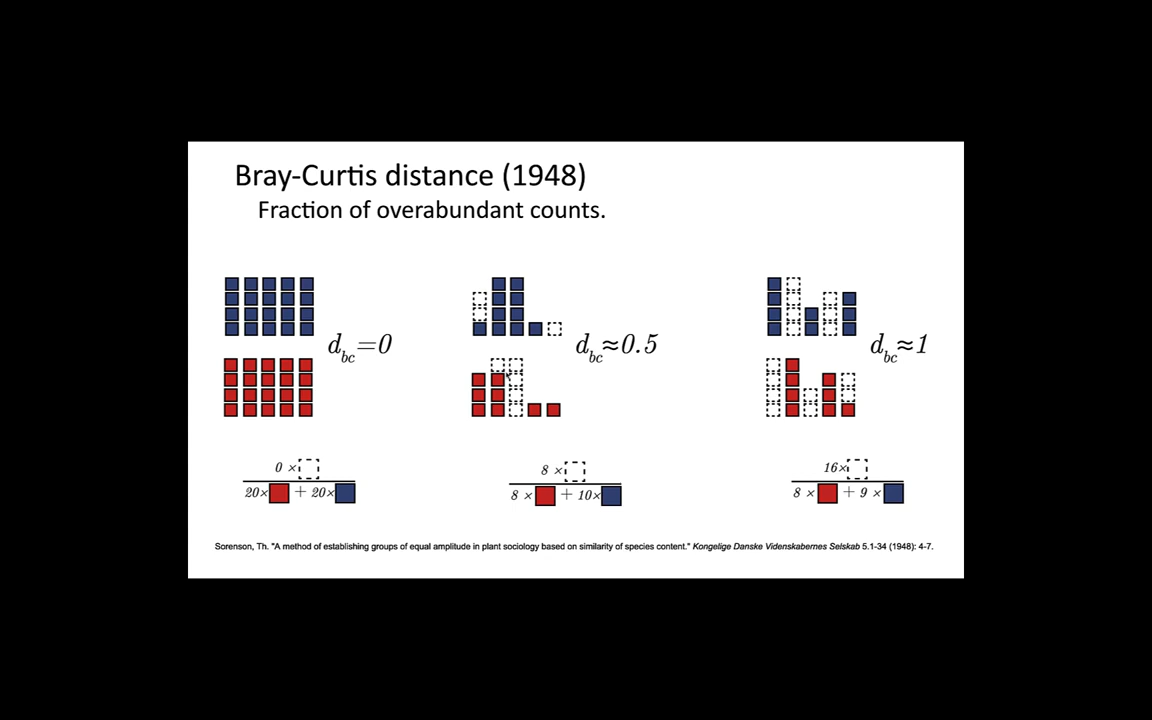 Bray-Curtis distance (1948)
Fraction of overabundant counts.
dbc=0
dbc≈0.5
dbc≈1
0 ×
20× + 20×
8 ×
8 × + 10×
16×
8 × + 9 ×
Sorenson, Th. "A method of establishing groups of equal amplitude in plant sociology based on similarity of species content." Kongelige Danske Videnskabernes Selskab 5.1-34 (1948): 4-7.